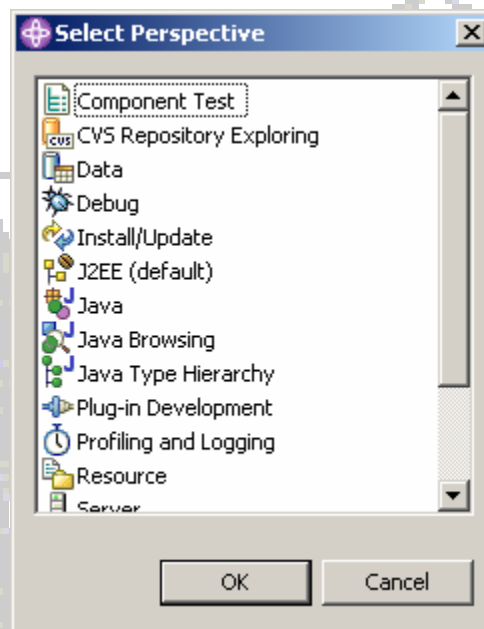 Select Perspective
Component Test
CVS Repository Exploring
Data
Debug
Install/Update
J2EE (default)
Java
Java Browsing
Java Type Hierarchy
Plug-in Development
Profiling and Logging
Resource
Server
OK
Cancel